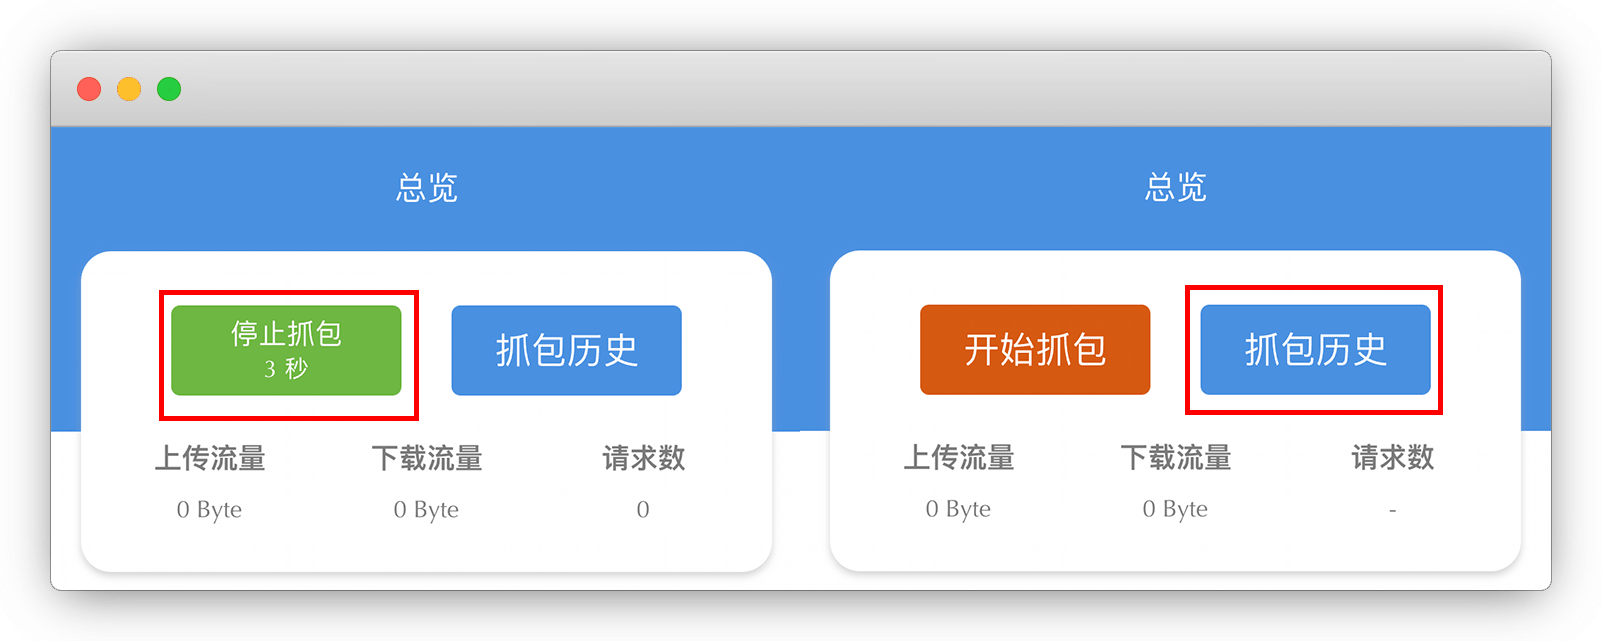 总览
停止抓包
3 秒
抓包历史
上传流量
下载流量
请求数
0 Byte
0 Byte
0
总览
开始抓包
抓包历史
上传流量
下载流量
请求数
0 Byte
0 Byte
-